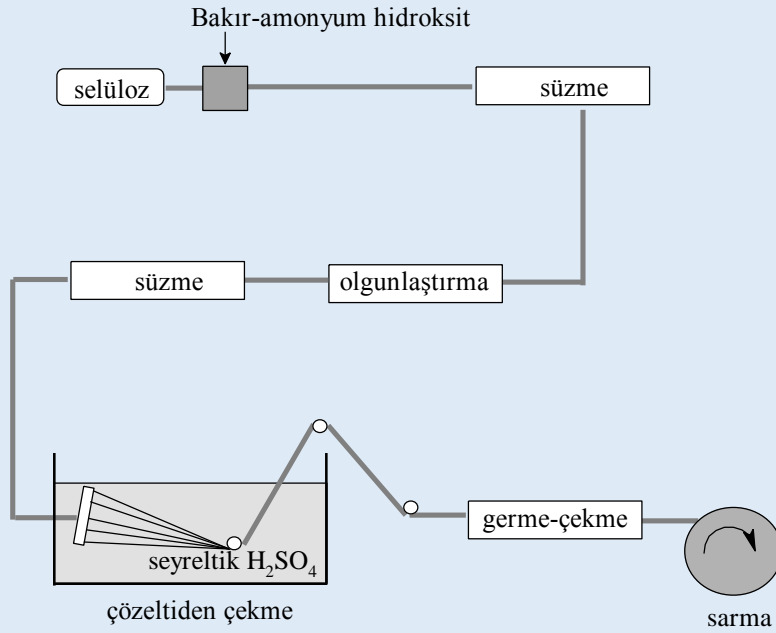 Bakır-amonyum hidroksit
selüloz
süzme
süzme
olgunlaştırma
germe-çekme
seyreltik H₂SO₄
çözeltiden çekme
sarma